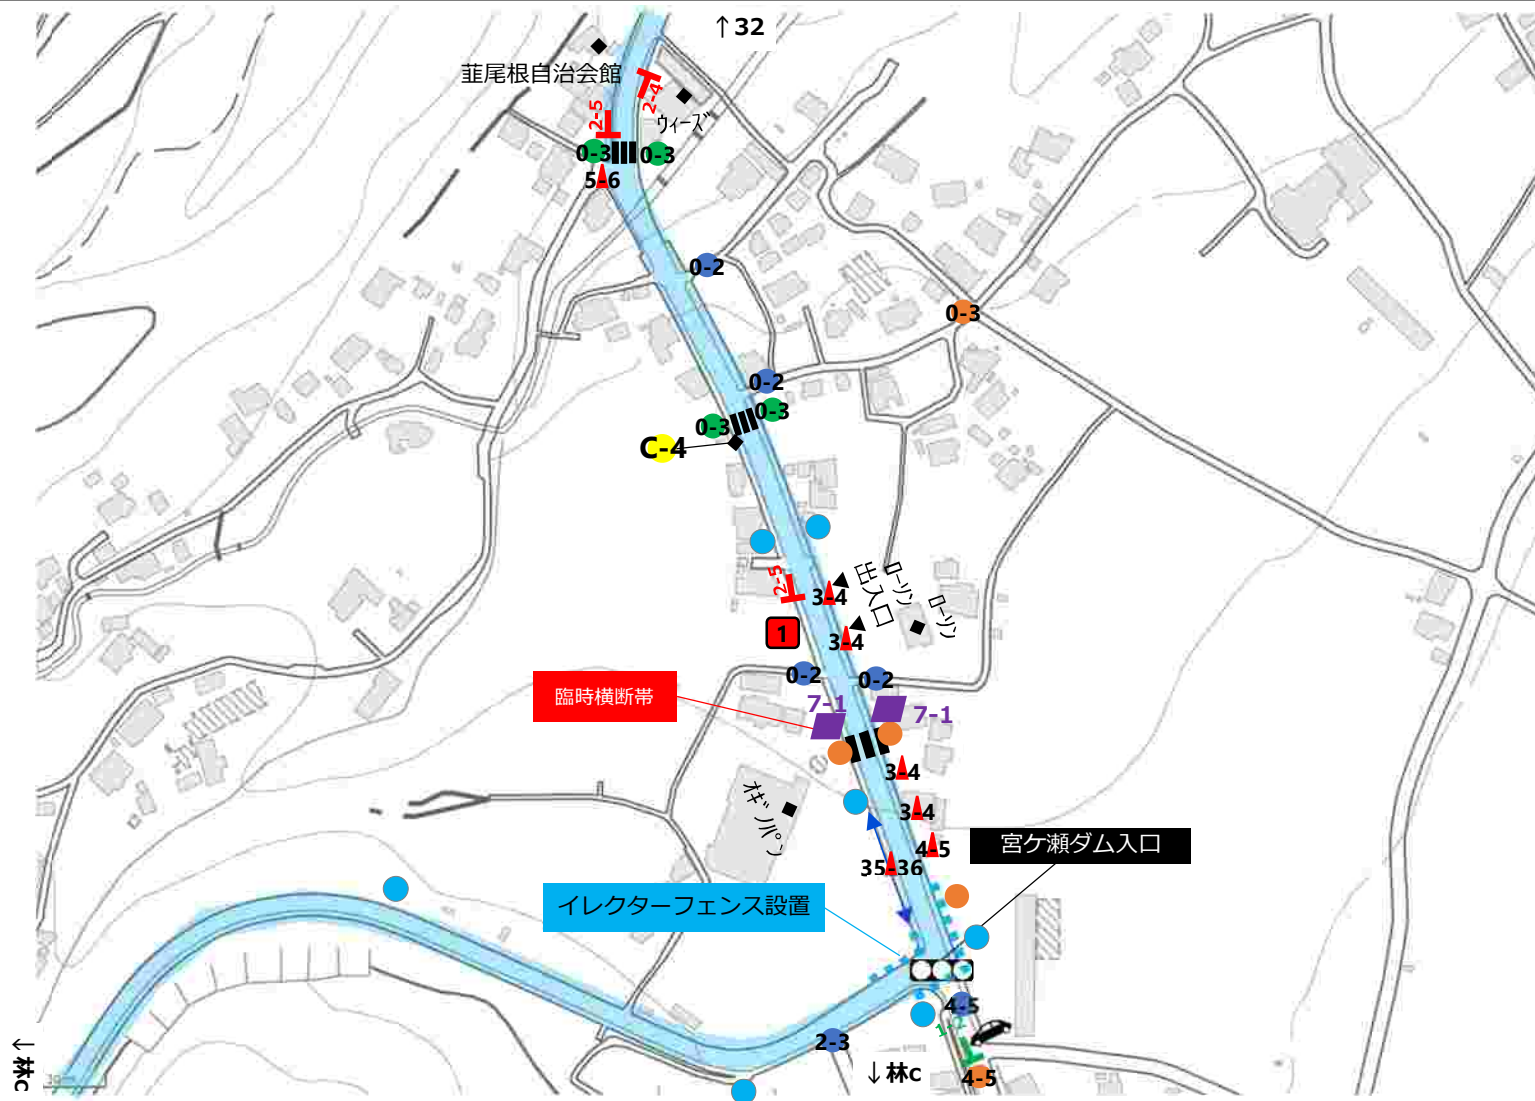 ↑32
韮尾根自治会館
2-4
2-5
ウィーズ
0-3
0-3
5-6
0-2
0-3
0-2
0-3
0-3
C-4
2-5
3-4
出入口
ローソン
ローソン
1
3-4
0-2
0-2
臨時横断帯
7-1
7-1
3-4
オギノパン
3-4
宮ケ瀬ダム入口
4-5
35-36
イレクターフェンス設置
4-5
1-2
2-3
↓林c
↓林c
4-5